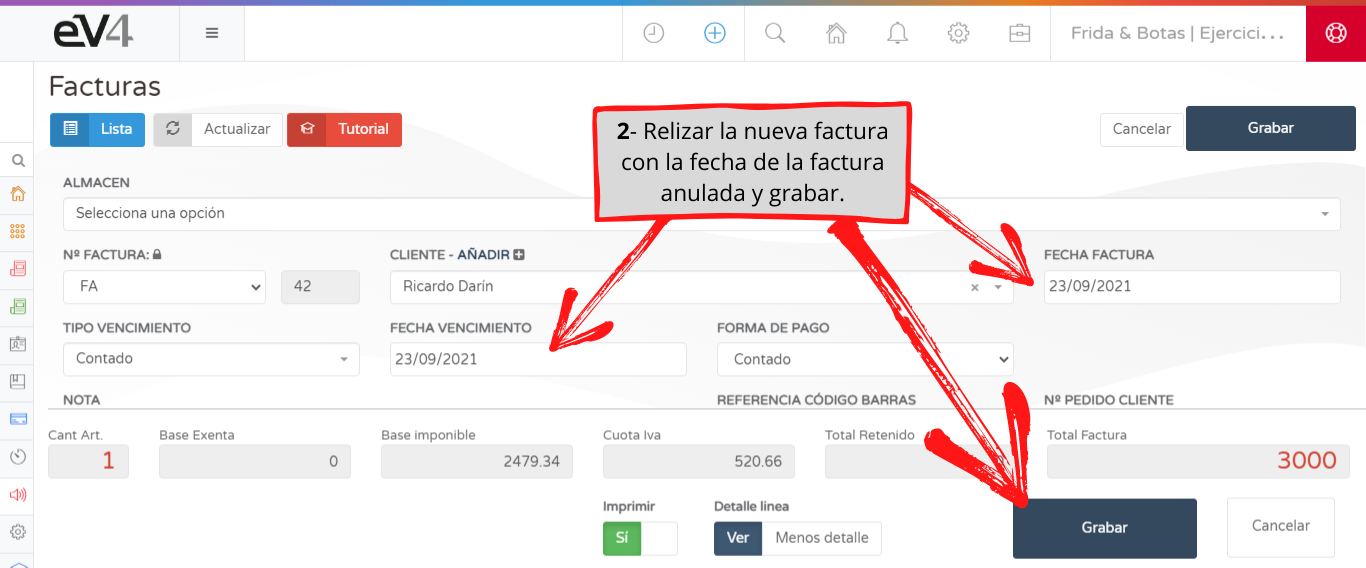 eV4
Frida & Botas | Ejercici...
Facturas
Lista
Actualizar
Tutorial
Cancelar
Grabar
2- Relizar la nueva factura
con la fecha de la factura
anulada y grabar.
ALMACEN
Selecciona una opción
Nº FACTURA:
CLIENTE - AÑADIR
FECHA FACTURA
FA
42
Ricardo Darín
23/09/2021
TIPO VENCIMIENTO
FECHA VENCIMIENTO
FORMA DE PAGO
Contado
23/09/2021
Contado
NOTA
REFERENCIA CÓDIGO BARRAS
Nº PEDIDO CLIENTE
Cant Art.
Base Exenta
Base imponible
Cuota Iva
Total Retenido
Total Factura
1
0
2479.34
520.66
3000
Imprimir
Detalle linea
Sí
Ver
Menos detalle
Grabar
Cancelar